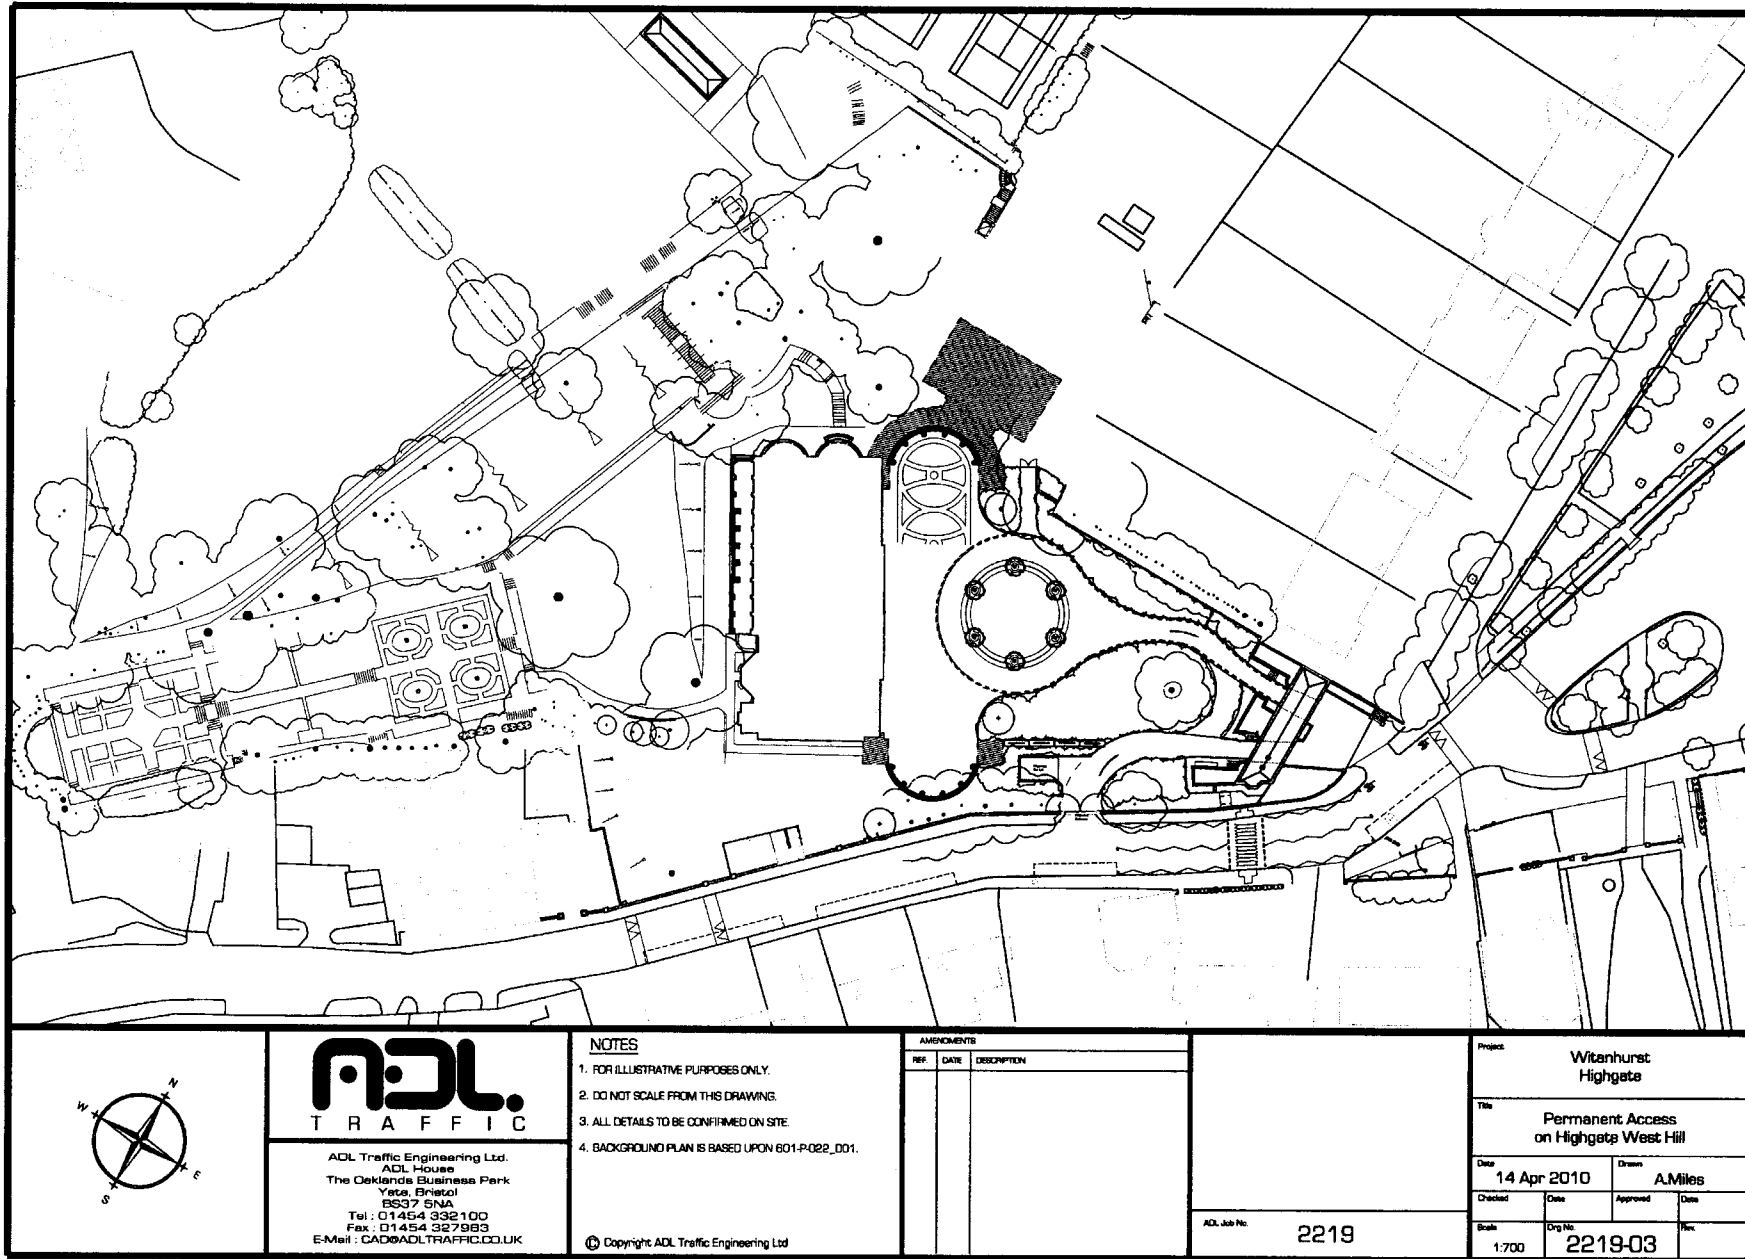 N
W
E
S
ADL
TRAFFIC
ADL Traffic Engineering Ltd.
ADL House
The Oaklands Business Park
Yate, Bristol
BS37 5NA
Tel : 01454 332100
Fax : 01454 327983
E-Mail : CAD@ADLTRAFFIC.CO.UK
NOTES
1. FOR ILLUSTRATIVE PURPOSES ONLY.
2. DO NOT SCALE FROM THIS DRAWING.
3. ALL DETAILS TO BE CONFIRMED ON SITE.
4. BACKGROUND PLAN IS BASED UPON 601-P-022_001.
© Copyright ADL Traffic Engineering Ltd
AMENDMENTS
REF. DATE DESCRIPTION
ADL Job No. 2219
Project
Witanhurst
Highgate
Title
Permanent Access
on Highgate West Hill
Date 14 Apr 2010 Drawn A.Miles
Checked Date Approved Date
Scale 1:700 Drg No. 2219-03 Rev.